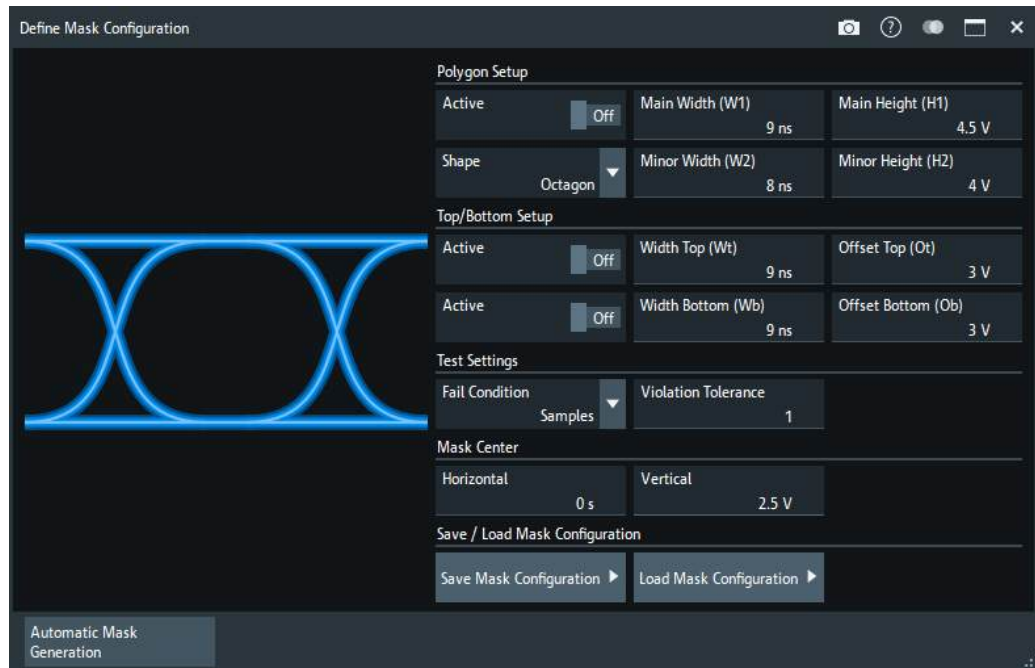 Define Mask Configuration
Polygon Setup
Active Off
Main Width (W1)
9 ns
Main Height (H1)
4.5 V
Shape
Octagon
Minor Width (W2)
8 ns
Minor Height (H2)
4 V
Top/Bottom Setup
Active Off
Width Top (Wt)
9 ns
Offset Top (Ot)
3 V
Active Off
Width Bottom (Wb)
9 ns
Offset Bottom (Ob)
3 V
Test Settings
Fail Condition
Samples
Violation Tolerance
1
Mask Center
Horizontal
0 s
Vertical
2.5 V
Save / Load Mask Configuration
Save Mask Configuration
Load Mask Configuration
Automatic Mask
Generation